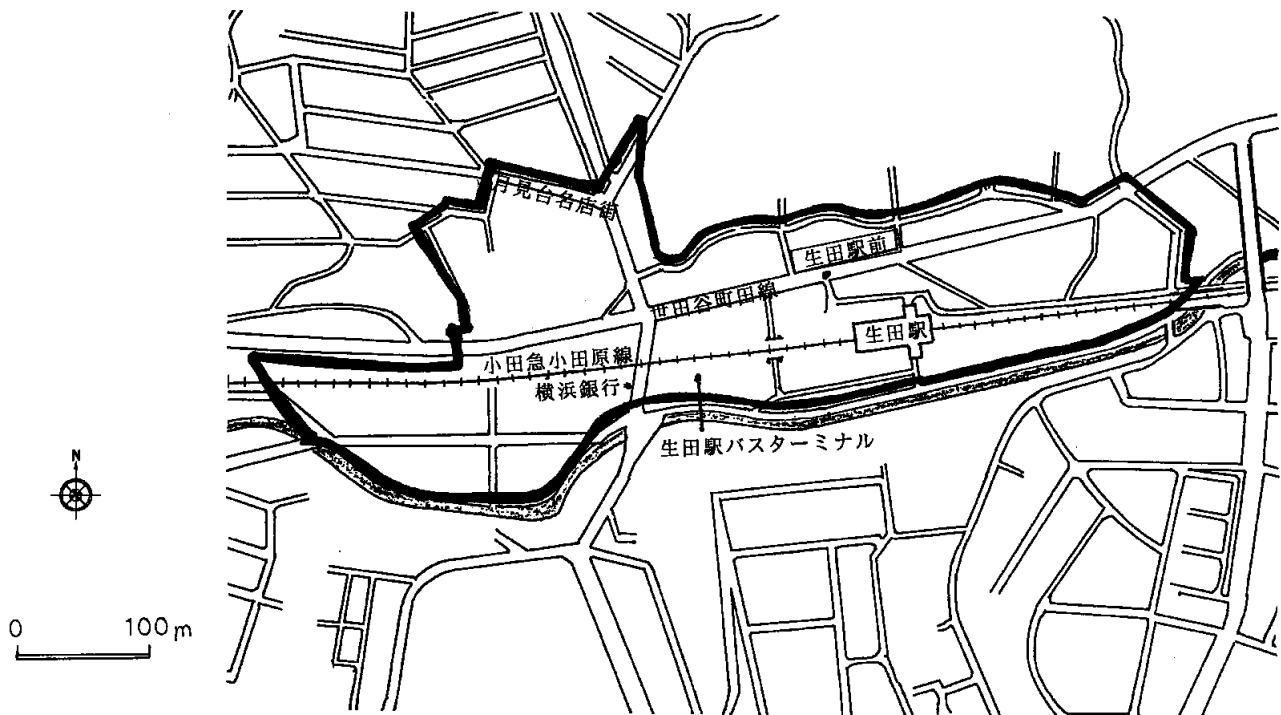 月見台名店街
生田駅前
世田谷町田線
生田駅
小田急小田原線
横浜銀行
生田駅バスターミナル
N
0 100m